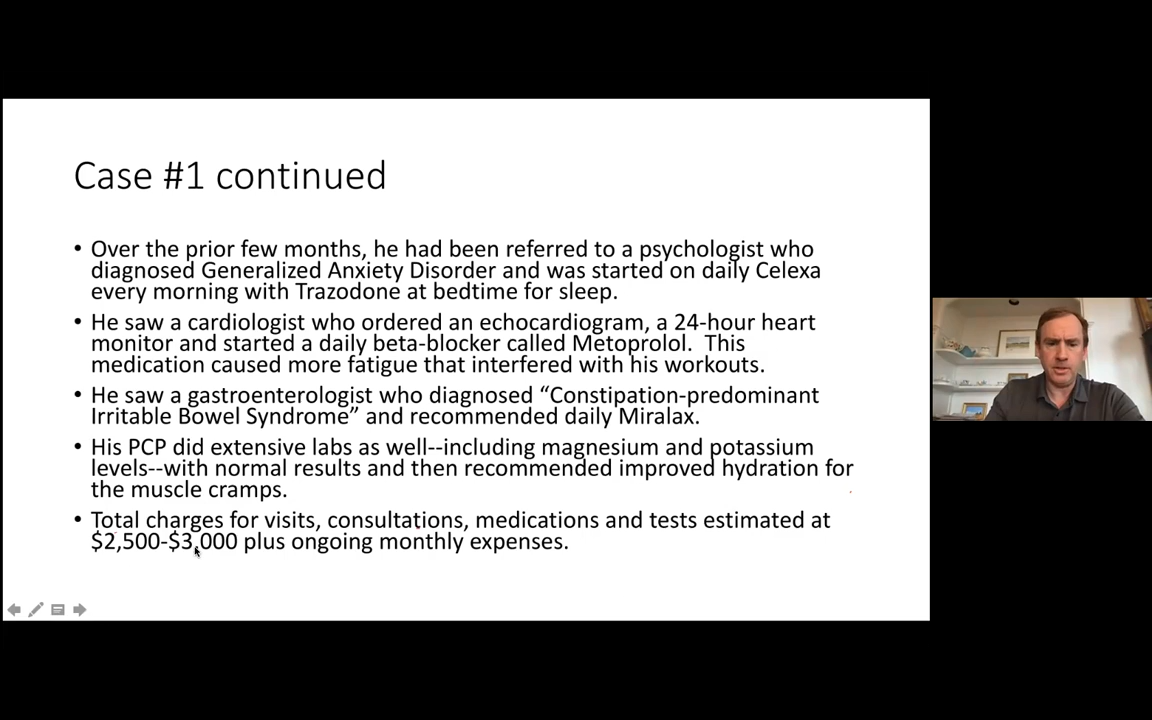 Case #1 continued
• Over the prior few months, he had been referred to a psychologist who
diagnosed Generalized Anxiety Disorder and was started on daily Celexa
every morning with Trazodone at bedtime for sleep.
• He saw a cardiologist who ordered an echocardiogram, a 24-hour heart
monitor and started a daily beta-blocker called Metoprolol.  This
medication caused more fatigue that interfered with his workouts.
• He saw a gastroenterologist who diagnosed “Constipation-predominant
Irritable Bowel Syndrome” and recommended daily Miralax.
• His PCP did extensive labs as well--including magnesium and potassium
levels--with normal results and then recommended improved hydration for
the muscle cramps.
• Total charges for visits, consultations, medications and tests estimated at
$2,500-$3,000 plus ongoing monthly expenses.